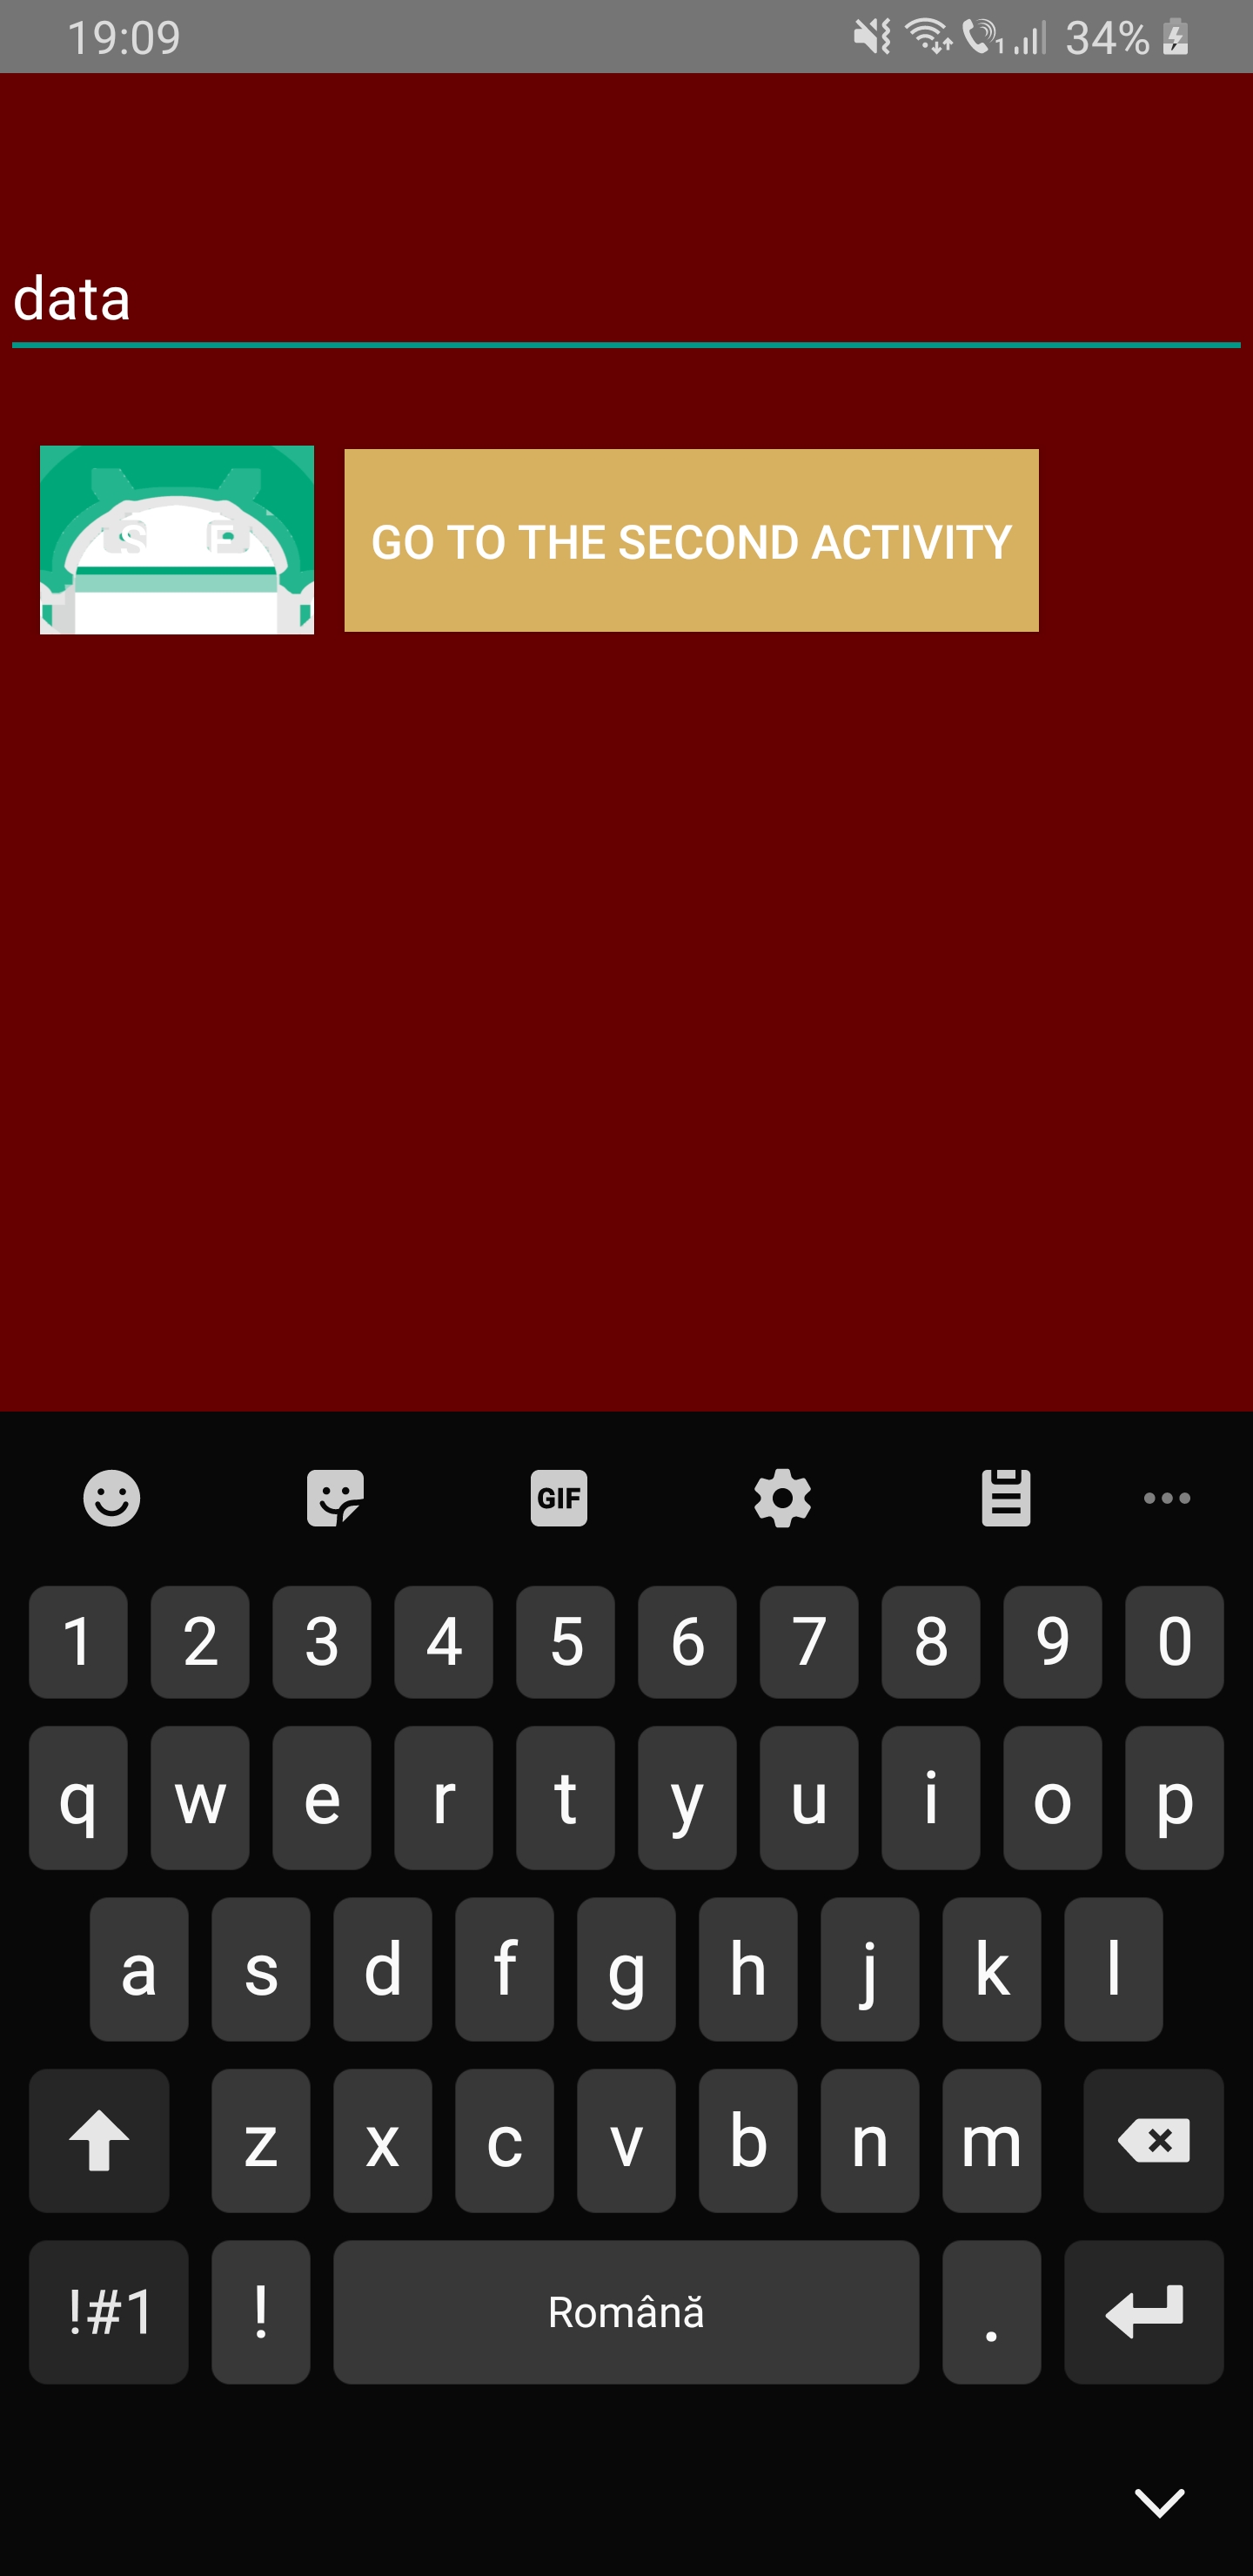 19:09 1 34%
data
S E
GO TO THE SECOND ACTIVITY
GIF
1 2 3 4 5 6 7 8 9 0
q w e r t y u i o p
a s d f g h j k l
z x c v b n m
!#1 ! Română .